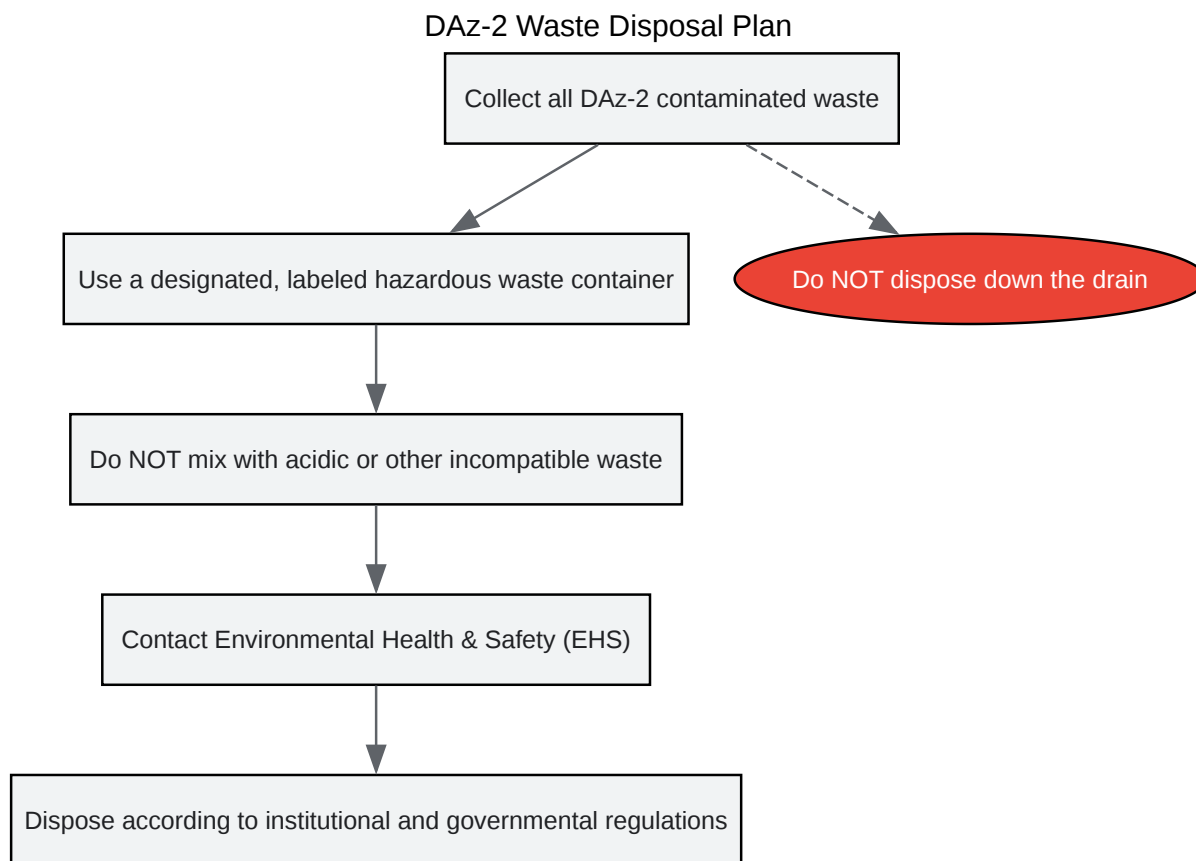 DAz-2 Waste Disposal Plan
Collect all DAz-2 contaminated waste
Use a designated, labeled hazardous waste container
Do NOT dispose down the drain
Do NOT mix with acidic or other incompatible waste
Contact Environmental Health & Safety (EHS)
Dispose according to institutional and governmental regulations